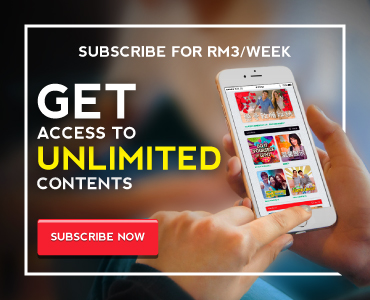 SUBSCRIBE FOR RM3/WEEK
GET
ACCESS TO
UNLIMITED
CONTENTS
SUBSCRIBE NOW